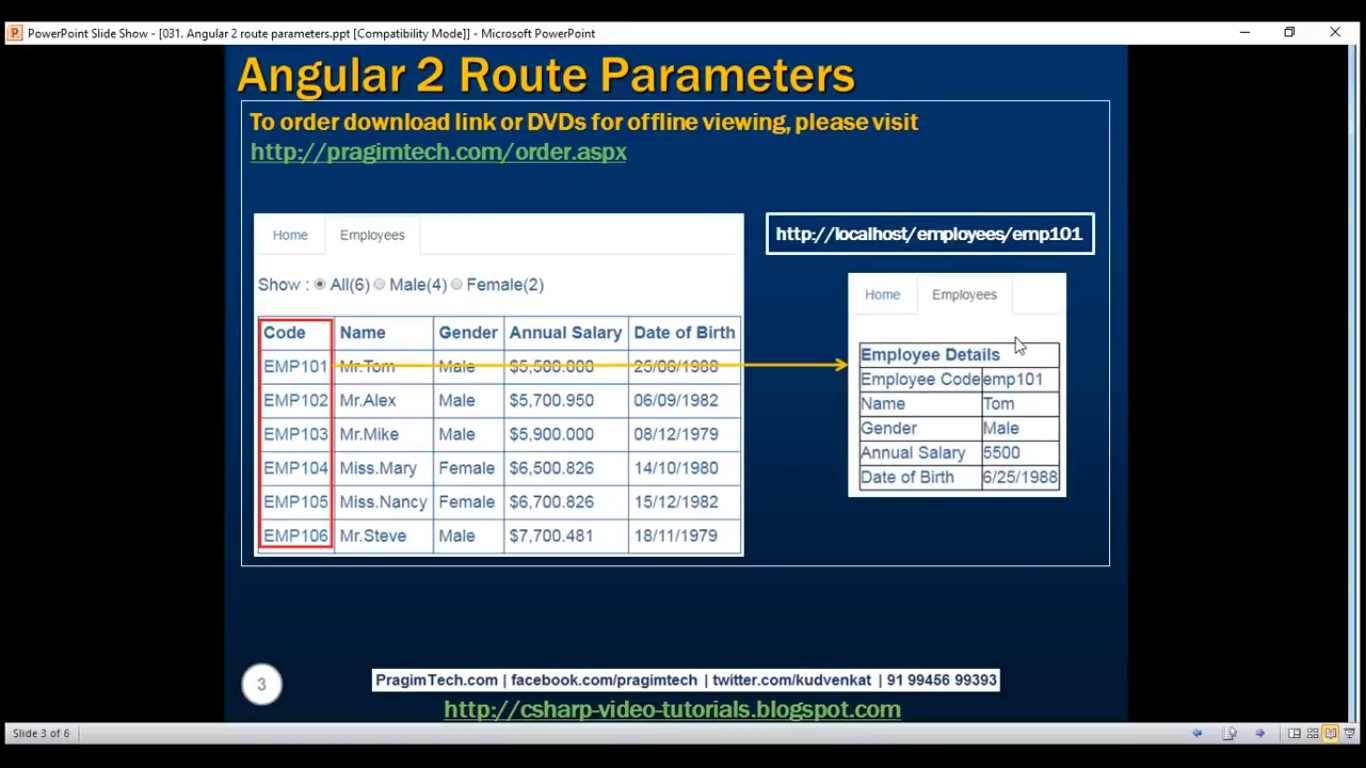 PowerPoint Slide Show - [031. Angular 2 route parameters.ppt [Compatibility Mode]] - Microsoft PowerPoint
Angular 2 Route Parameters
To order download link or DVDs for offline viewing, please visit
http://pragimtech.com/order.aspx
Home Employees
Show : All(6) Male(4) Female(2)
Code Name Gender Annual Salary Date of Birth
EMP101 Mr.Tom Male $5,500.000 25/06/1988
EMP102 Mr.Alex Male $5,700.950 06/09/1982
EMP103 Mr.Mike Male $5,900.000 08/12/1979
EMP104 Miss.Mary Female $6,500.826 14/10/1980
EMP105 Miss.Nancy Female $6,700.826 15/12/1982
EMP106 Mr.Steve Male $7,700.481 18/11/1979
http://localhost/employees/emp101
Home Employees
Employee Details
Employee Code emp101
Name Tom
Gender Male
Annual Salary 5500
Date of Birth 6/25/1988
3
PragimTech.com | facebook.com/pragimtech | twitter.com/kudvenkat | 91 99456 99393
http://csharp-video-tutorials.blogspot.com
Slide 3 of 6